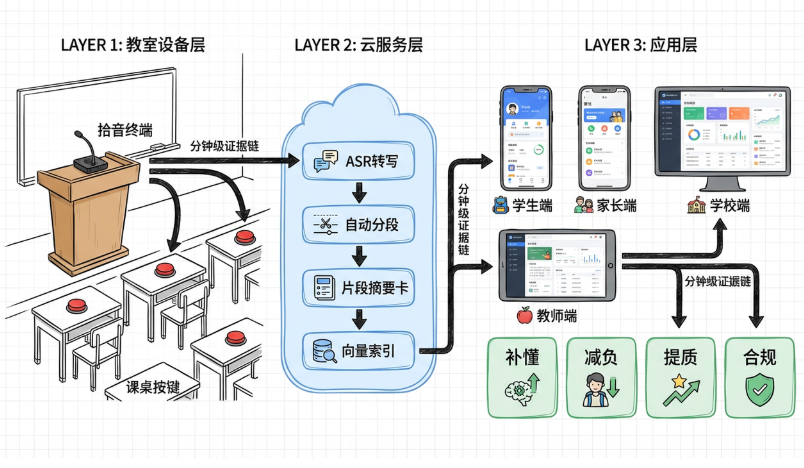 LAYER 1: 教室设备层
LAYER 2: 云服务层
LAYER 3: 应用层
拾音终端
分钟级证据链
课桌按键
ASR转写
自动分段
片段摘要卡
向量索引
分钟级证据链
学生端
家长端
学校端
教师端
分钟级证据链
补懂
减负
提质
合规